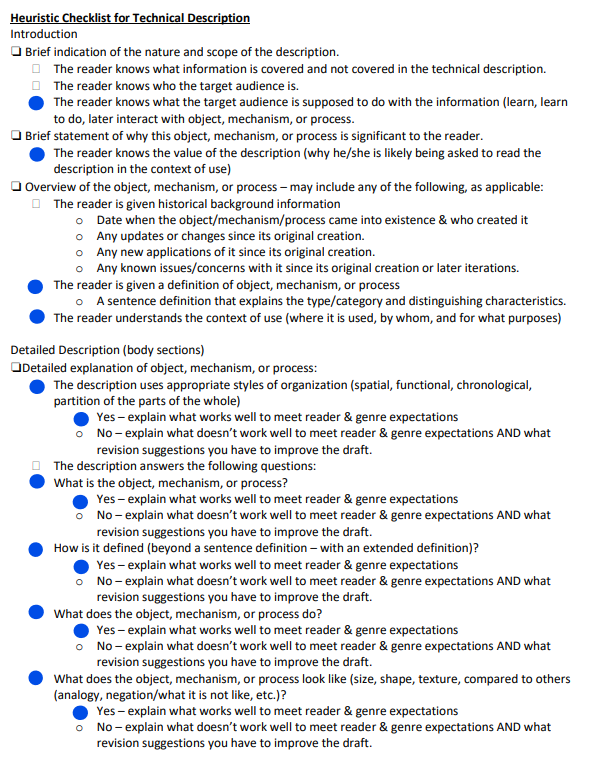 Heuristic Checklist for Technical Description
Introduction
❑ Brief indication of the nature and scope of the description.
The reader knows what information is covered and not covered in the technical description.
The reader knows who the target audience is.
The reader knows what the target audience is supposed to do with the information (learn, learn
to do, later interact with object, mechanism, or process.
❑ Brief statement of why this object, mechanism, or process is significant to the reader.
The reader knows the value of the description (why he/she is likely being asked to read the
description in the context of use)
❑ Overview of the object, mechanism, or process – may include any of the following, as applicable:
The reader is given historical background information
o Date when the object/mechanism/process came into existence & who created it
o Any updates or changes since its original creation.
o Any new applications of it since its original creation.
o Any known issues/concerns with it since its original creation or later iterations.
The reader is given a definition of object, mechanism, or process
o A sentence definition that explains the type/category and distinguishing characteristics.
The reader understands the context of use (where it is used, by whom, and for what purposes)
Detailed Description (body sections)
❑Detailed explanation of object, mechanism, or process:
The description uses appropriate styles of organization (spatial, functional, chronological,
partition of the parts of the whole)
Yes – explain what works well to meet reader & genre expectations
o No – explain what doesn't work well to meet reader & genre expectations AND what
revision suggestions you have to improve the draft.
The description answers the following questions:
What is the object, mechanism, or process?
Yes – explain what works well to meet reader & genre expectations
o No – explain what doesn't work well to meet reader & genre expectations AND what
revision suggestions you have to improve the draft.
How is it defined (beyond a sentence definition – with an extended definition)?
Yes – explain what works well to meet reader & genre expectations
o No – explain what doesn't work well to meet reader & genre expectations AND what
revision suggestions you have to improve the draft.
What does the object, mechanism, or process do?
Yes – explain what works well to meet reader & genre expectations
o No – explain what doesn't work well to meet reader & genre expectations AND what
revision suggestions you have to improve the draft.
What does the object, mechanism, or process look like (size, shape, texture, compared to others
(analogy, negation/what it is not like, etc.)?
Yes – explain what works well to meet reader & genre expectations
o No – explain what doesn't work well to meet reader & genre expectations AND what
revision suggestions you have to improve the draft.